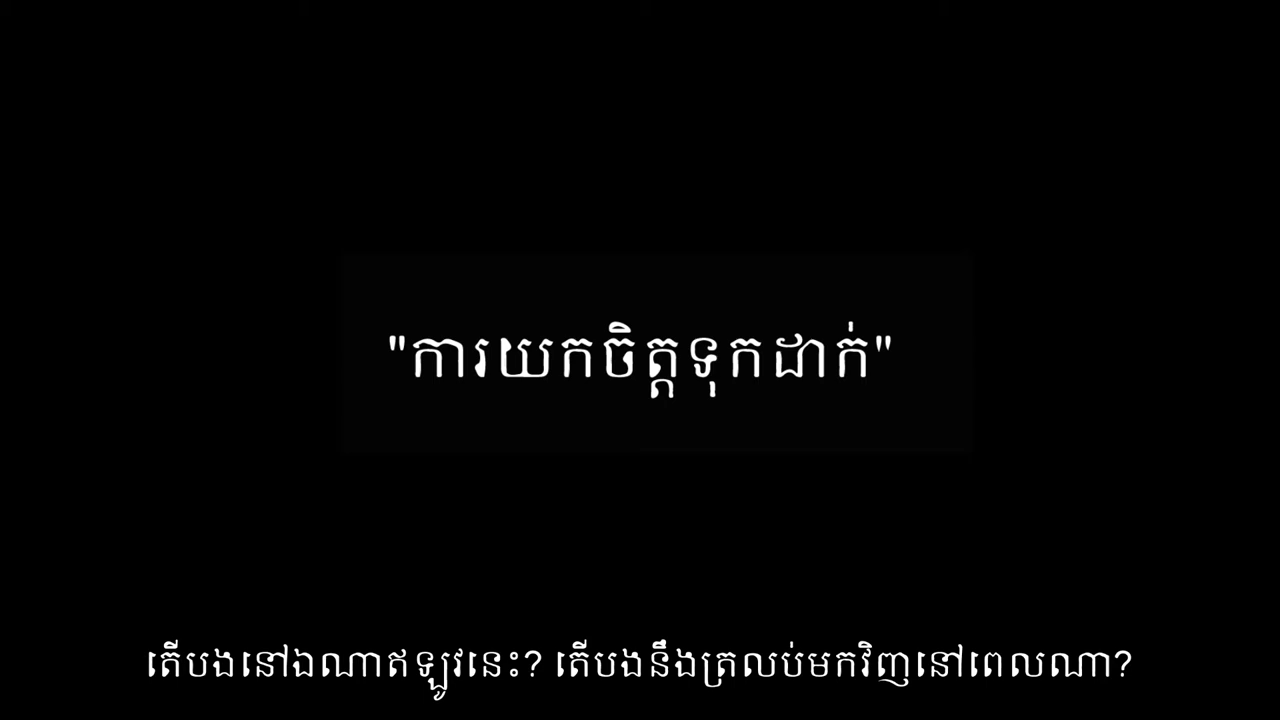 "ការយកចិត្តទុកដាក់"
តើបងនៅឯណាឥឡូវនេះ? តើបងនឹងត្រលប់មកវិញនៅពេលណា?